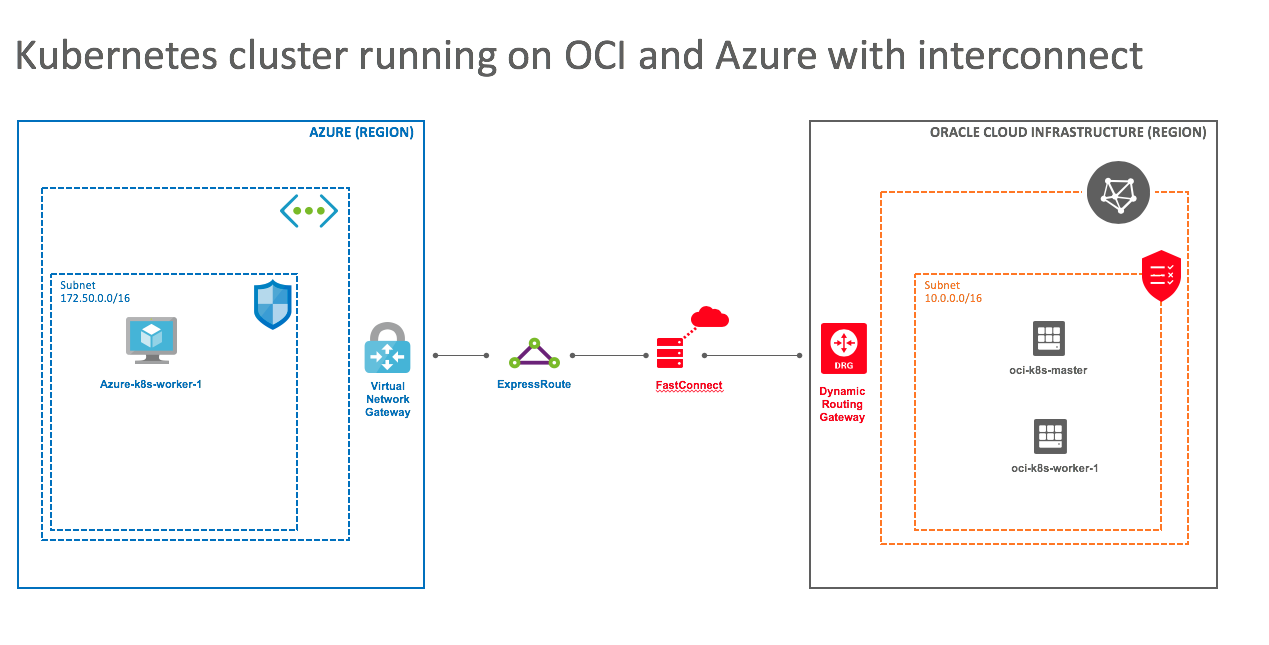 Kubernetes cluster running on OCI and Azure with interconnect
AZURE (REGION)
Subnet
172.50.0.0/16
Azure-k8s-worker-1
Virtual
Network
Gateway
ExpressRoute
FastConnect
ORACLE CLOUD INFRASTRUCTURE (REGION)
DRG
Dynamic
Routing
Gateway
Subnet
10.0.0.0/16
oci-k8s-master
oci-k8s-worker-1